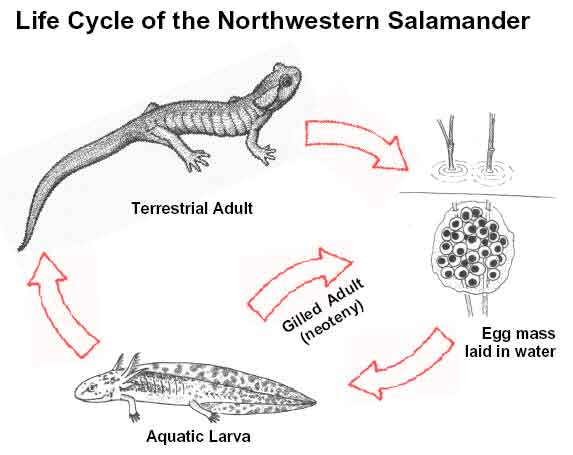 Life Cycle of the Northwestern Salamander
Terrestrial Adult
Gilled Adult
(neoteny)
Egg mass
laid in water
Aquatic Larva